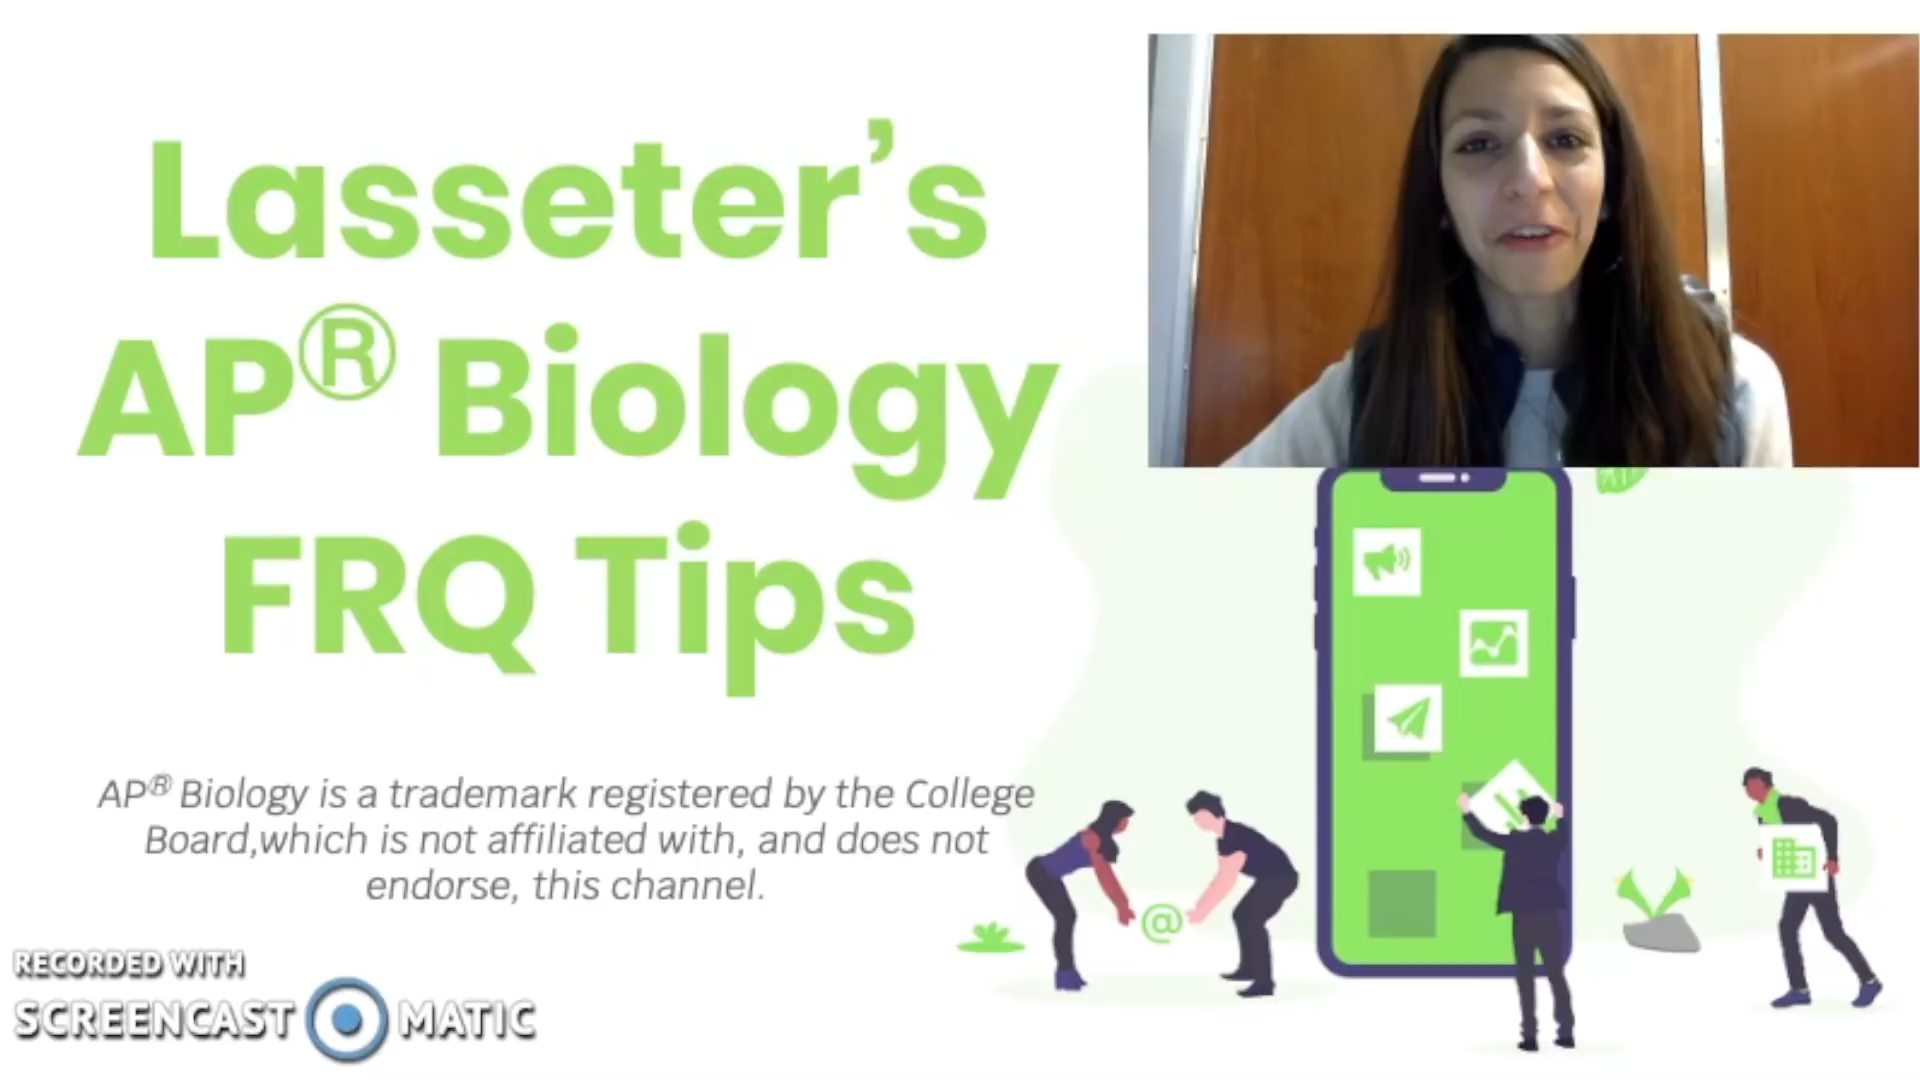 Lasseter's
AP® Biology
FRQ Tips
AP® Biology is a trademark registered by the College
Board,which is not affiliated with, and does not
endorse, this channel.
@
RECORDED WITH
SCREENCAST MATIC